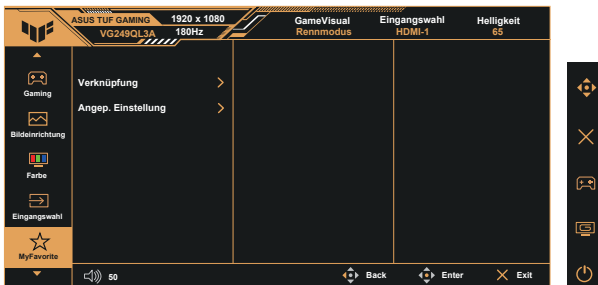 ASUS TUF GAMING
VG249QL3A
1920 x 1080
180Hz
GameVisual
Rennmodus
Eingangswahl
HDMI-1
Helligkeit
65
Gaming
Bildeinrichtung
Farbe
Eingangswahl
MyFavorite
Verknüpfung
Angep. Einstellung
50
Back
Enter
Exit